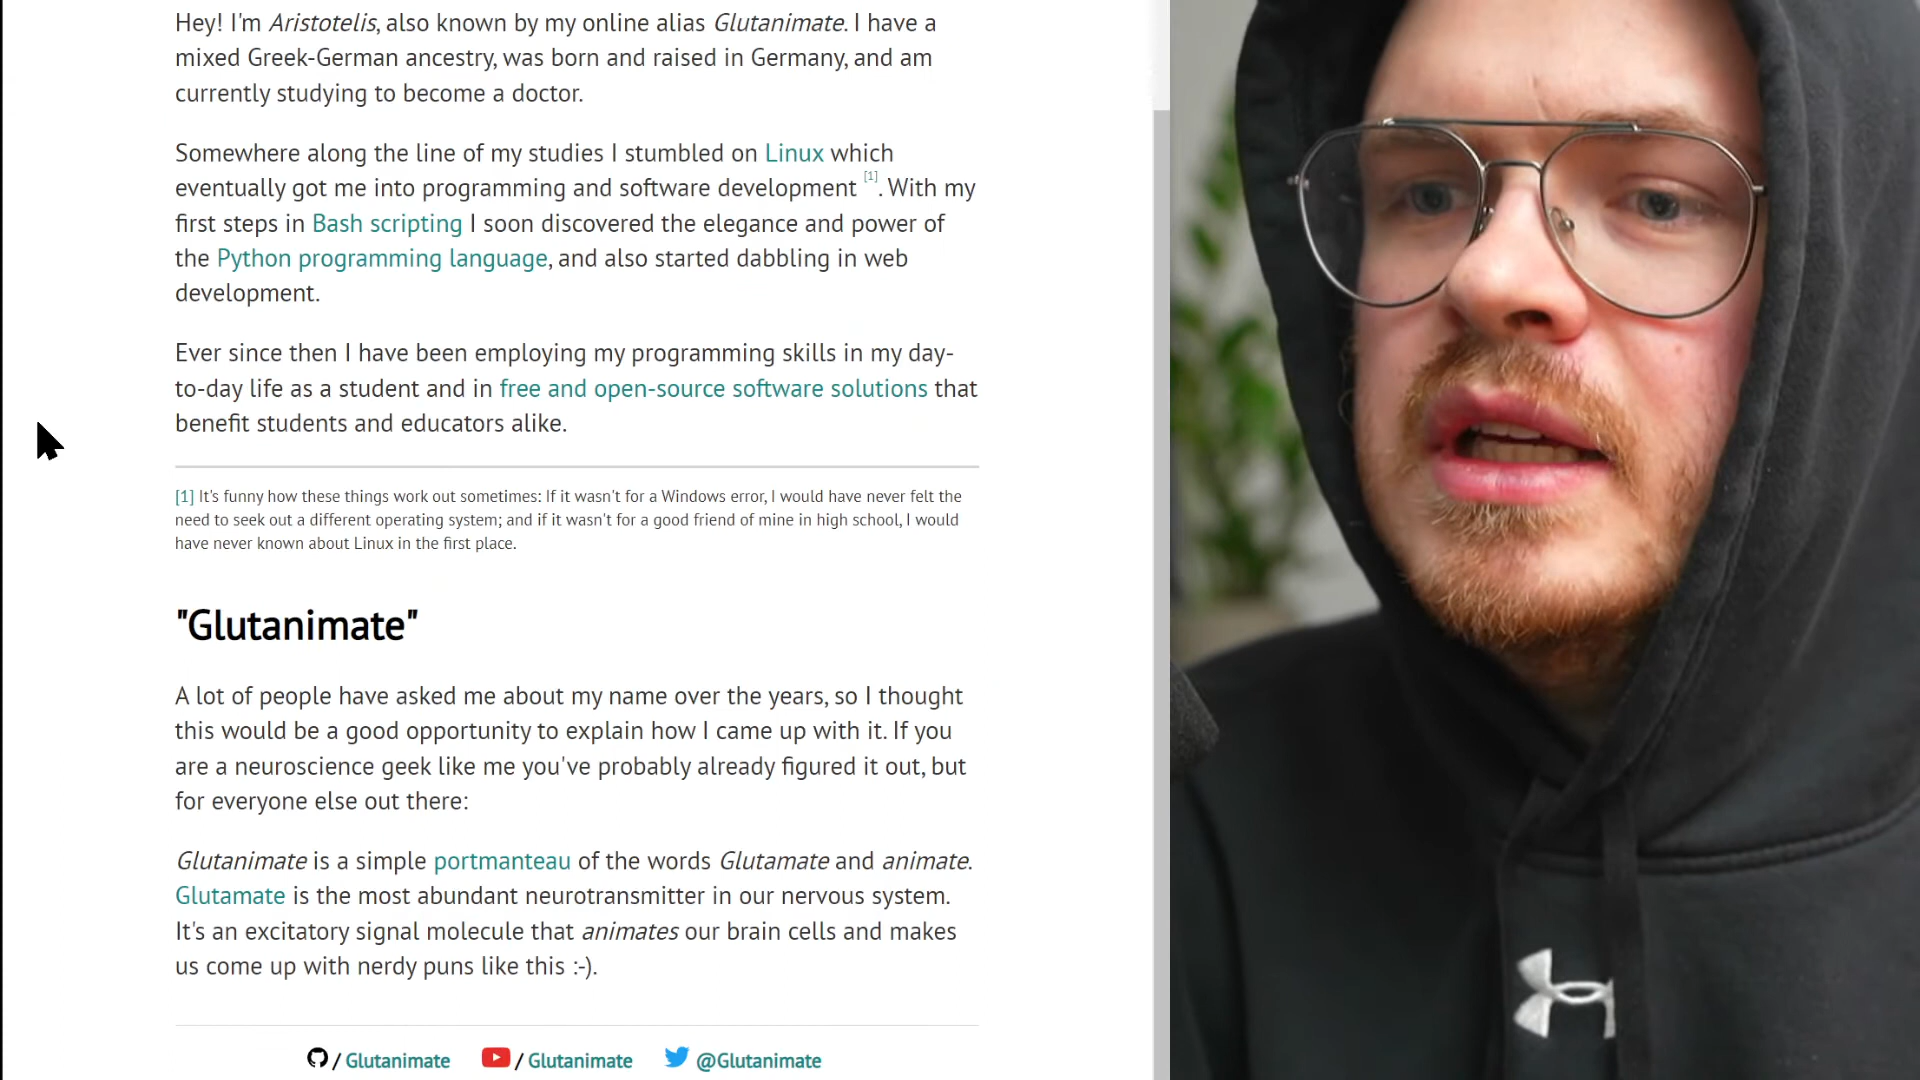 Hey! I'm Aristotelis, also known by my online alias Glutanimate. I have a
mixed Greek-German ancestry, was born and raised in Germany, and am
currently studying to become a doctor.
Somewhere along the line of my studies I stumbled on Linux which
eventually got me into programming and software development [1]. With my
first steps in Bash scripting I soon discovered the elegance and power of
the Python programming language, and also started dabbling in web
development.
Ever since then I have been employing my programming skills in my day-
to-day life as a student and in free and open-source software solutions that
benefit students and educators alike.
[1] It's funny how these things work out sometimes: If it wasn't for a Windows error, I would have never felt the
need to seek out a different operating system; and if it wasn't for a good friend of mine in high school, I would
have never known about Linux in the first place.
"Glutanimate"
A lot of people have asked me about my name over the years, so I thought
this would be a good opportunity to explain how I came up with it. If you
are a neuroscience geek like me you've probably already figured it out, but
for everyone else out there:
Glutanimate is a simple portmanteau of the words Glutamate and animate.
Glutamate is the most abundant neurotransmitter in our nervous system.
It's an excitatory signal molecule that animates our brain cells and makes
us come up with nerdy puns like this :-).
/ Glutanimate / Glutanimate @Glutanimate